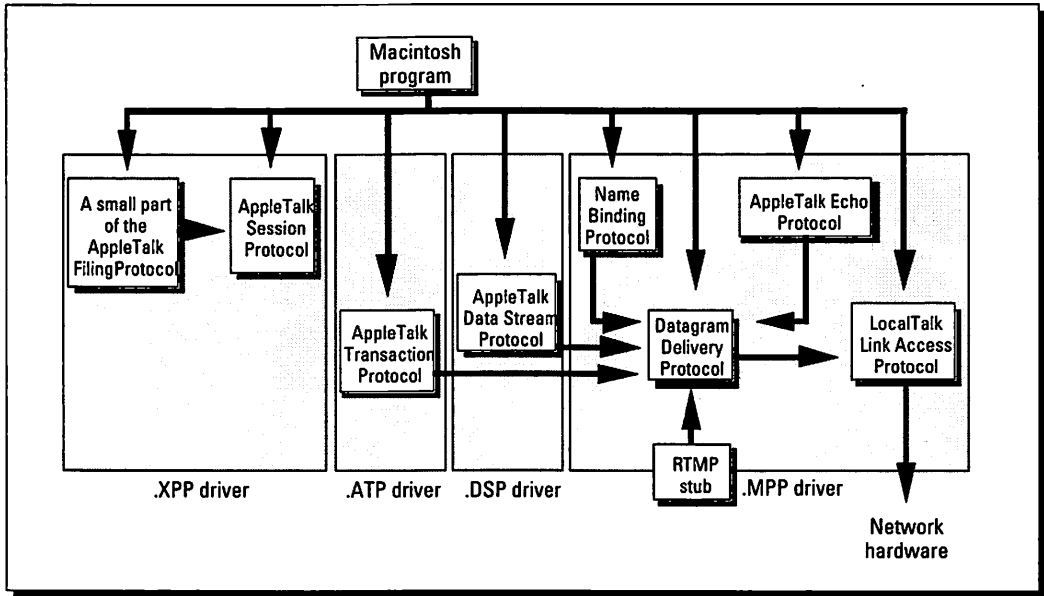 Macintosh
program
A small part
of the
AppleTalk
FilingProtocol
AppleTalk
Session
Protocol
AppleTalk
Transaction
Protocol
AppleTalk
Data Stream
Protocol
Name
Binding
Protocol
AppleTalk Echo
Protocol
Datagram
Delivery
Protocol
LocalTalk
Link Access
Protocol
RTMP
stub
.XPP driver
.ATP driver
.DSP driver
.MPP driver
Network
hardware